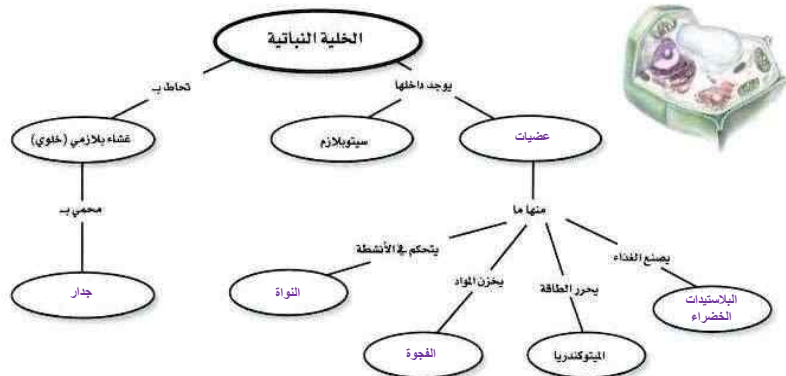 الخلية النباتية
تحاط بـ
يوجد داخلها
غشاء بلازمي (خلوي)
سيتوبلازم
عضيات
محمي بـ
منها ما
يتحكم في الأنشطة
يصنع الغذاء
يخزن المواد
يحرر الطاقة
جدار
النواة
البلاستيدات
الخضراء
الفجوة
الميتوكندريا